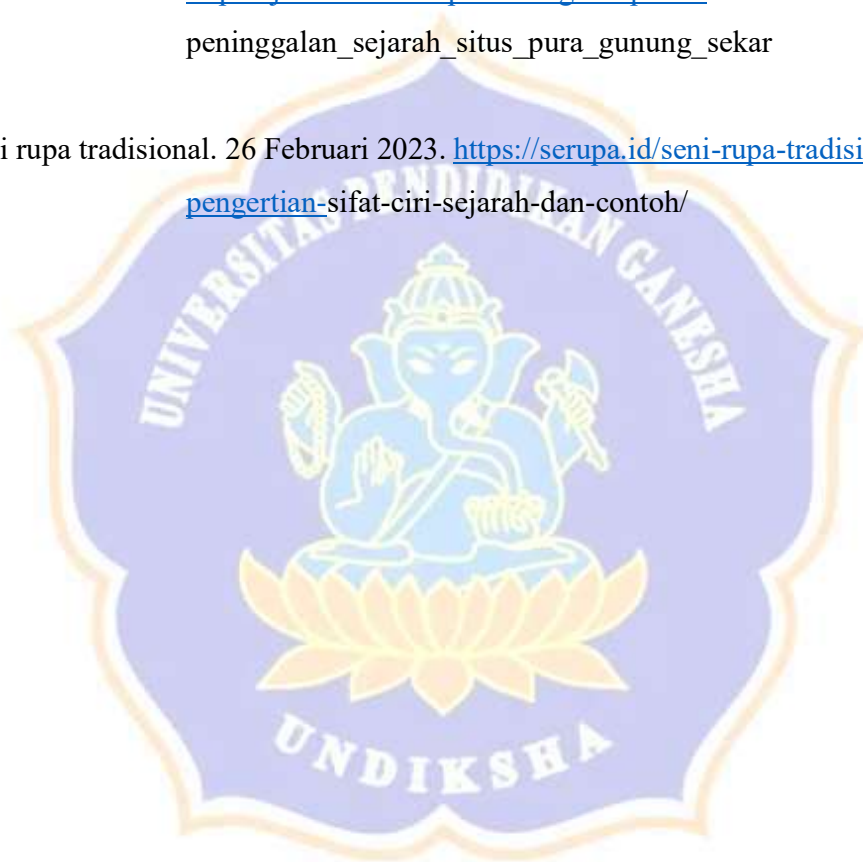 peninggalan_sejarah_situs_pura_gunung_sekar
i rupa tradisional. 26 Februari 2023. https://serupa.id/seni-rupa-tradisi
pengertian-sifat-ciri-sejarah-dan-contoh/
UNIVERSITAS PENDIDIKAN GANESHA
UNDIKSHA